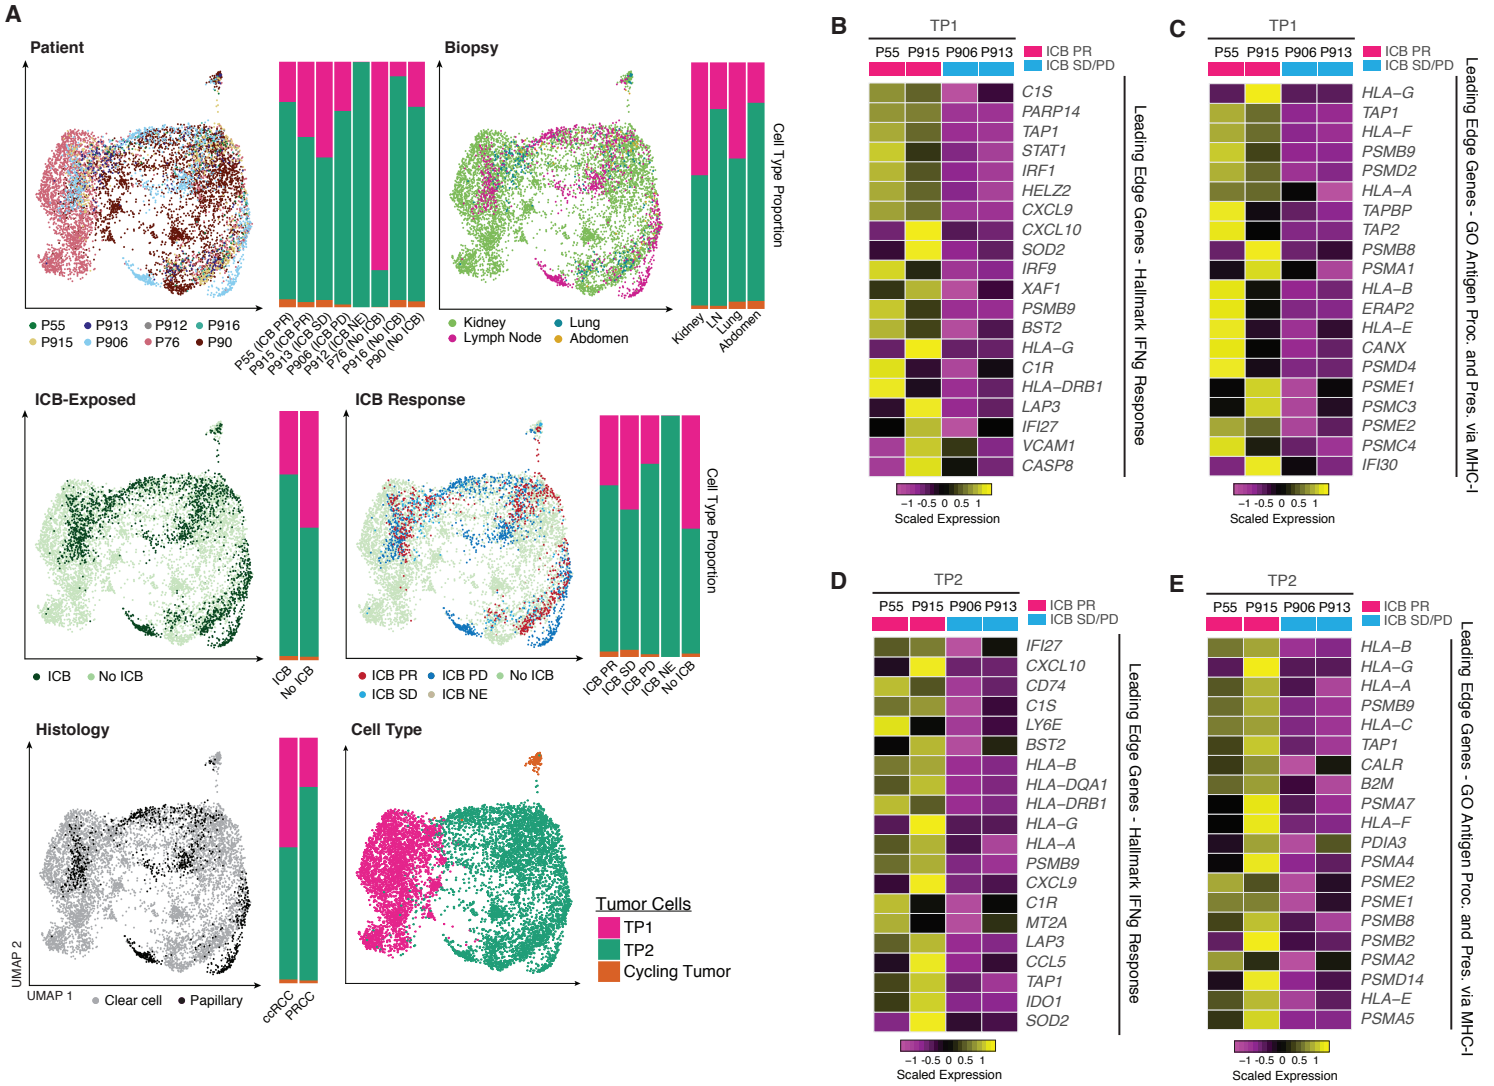 A
Patient
P55
P913
P912
P916
P915
P906
P76
P90
P55 (ICB PR)
P915 (ICB PR)
P913 (ICB SD)
P906 (ICB PD)
P912 (ICB NE)
P76 (No ICB)
P916 (No ICB)
P90 (No ICB)
Biopsy
Kidney
Lung
Lymph Node
Abdomen
Kidney
LN
Lung
Abdomen
Cell Type Proportion
ICB-Exposed
ICB
No ICB
ICB
No ICB
ICB Response
ICB PR
ICB PD
No ICB
ICB SD
ICB NE
ICB PR
ICB SD
ICB PD
ICB NE
No ICB
Cell Type Proportion
Histology
UMAP 2
UMAP 1
Clear cell
Papillary
ccRCC
PRCC
Cell Type
Tumor Cells
TP1
TP2
Cycling Tumor
B
TP1
P55 P915 P906 P913
ICB PR
ICB SD/PD
C1S
PARP14
TAP1
STAT1
IRF1
HELZ2
CXCL9
CXCL10
SOD2
IRF9
XAF1
PSMB9
BST2
HLA−G
C1R
HLA−DRB1
LAP3
IFI27
VCAM1
CASP8
Leading Edge Genes - Hallmark IFNg Response
−1 -0.5 0 0.5 1
Scaled Expression
C
TP1
P55 P915 P906 P913
ICB PR
ICB SD/PD
HLA−G
TAP1
HLA−F
PSMB9
PSMD2
HLA−A
TAPBP
TAP2
PSMB8
PSMA1
HLA−B
ERAP2
HLA−E
CANX
PSMD4
PSME1
PSMC3
PSME2
PSMC4
IFI30
Leading Edge Genes - GO Antigen Proc. and Pres. via MHC-I
−1 -0.5 0 0.5 1
Scaled Expression
D
TP2
P55 P915 P906 P913
ICB PR
ICB SD/PD
IFI27
CXCL10
CD74
C1S
LY6E
BST2
HLA−B
HLA−DQA1
HLA−DRB1
HLA−G
HLA−A
PSMB9
CXCL9
C1R
MT2A
LAP3
CCL5
TAP1
IDO1
SOD2
Leading Edge Genes - Hallmark IFNg Response
−1 -0.5 0 0.5 1
Scaled Expression
E
TP2
P55 P915 P906 P913
ICB PR
ICB SD/PD
HLA−B
HLA−G
HLA−A
PSMB9
HLA−C
TAP1
CALR
B2M
PSMA7
HLA−F
PDIA3
PSMA4
PSME2
PSME1
PSMB8
PSMB2
PSMA2
PSMD14
HLA−E
PSMA5
Leading Edge Genes - GO Antigen Proc. and Pres. via MHC-I
−1 -0.5 0 0.5 1
Scaled Expression